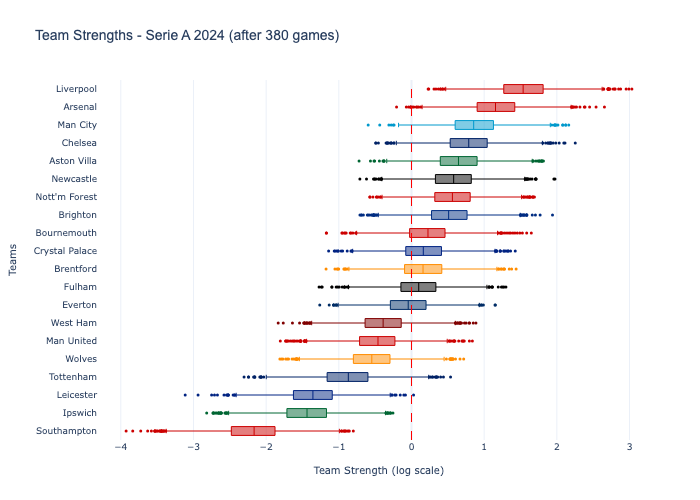 Team Strengths - Serie A 2024 (after 380 games)
Liverpool
Arsenal
Man City
Chelsea
Aston Villa
Newcastle
Nott'm Forest
Brighton
Bournemouth
Crystal Palace
Brentford
Fulham
Everton
West Ham
Man United
Wolves
Tottenham
Leicester
Ipswich
Southampton
Teams
−4 −3 −2 −1 0 1 2 3
Team Strength (log scale)